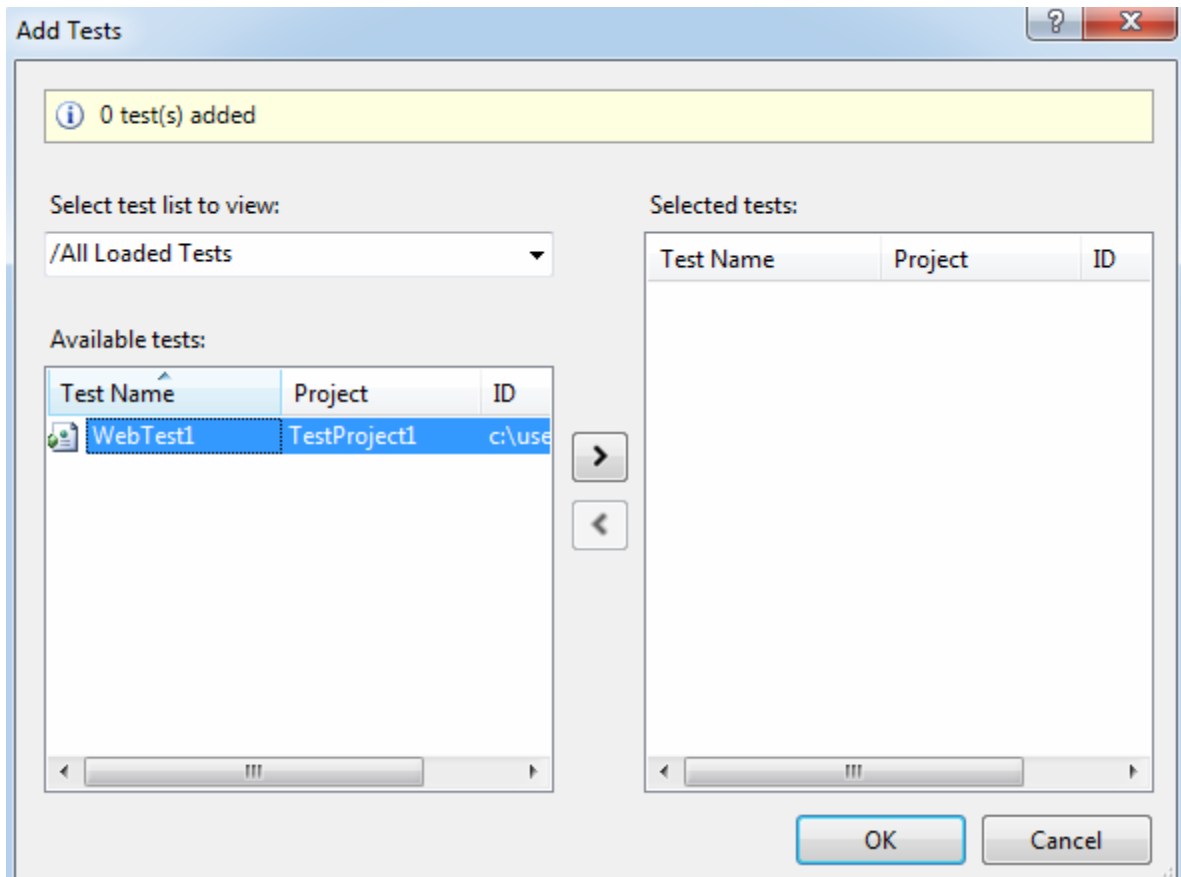 Add Tests
0 test(s) added
Select test list to view:
/All Loaded Tests
Available tests:
Test Name Project ID
WebTest1 TestProject1 c:\use
Selected tests:
Test Name Project ID
OK Cancel